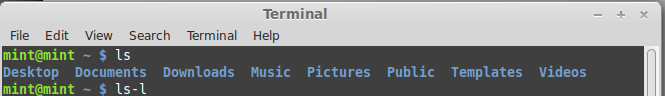 Terminal
File Edit View Search Terminal Help
mint@mint ~ $ ls
Desktop Documents Downloads Music Pictures Public Templates Videos
mint@mint ~ $ ls-l